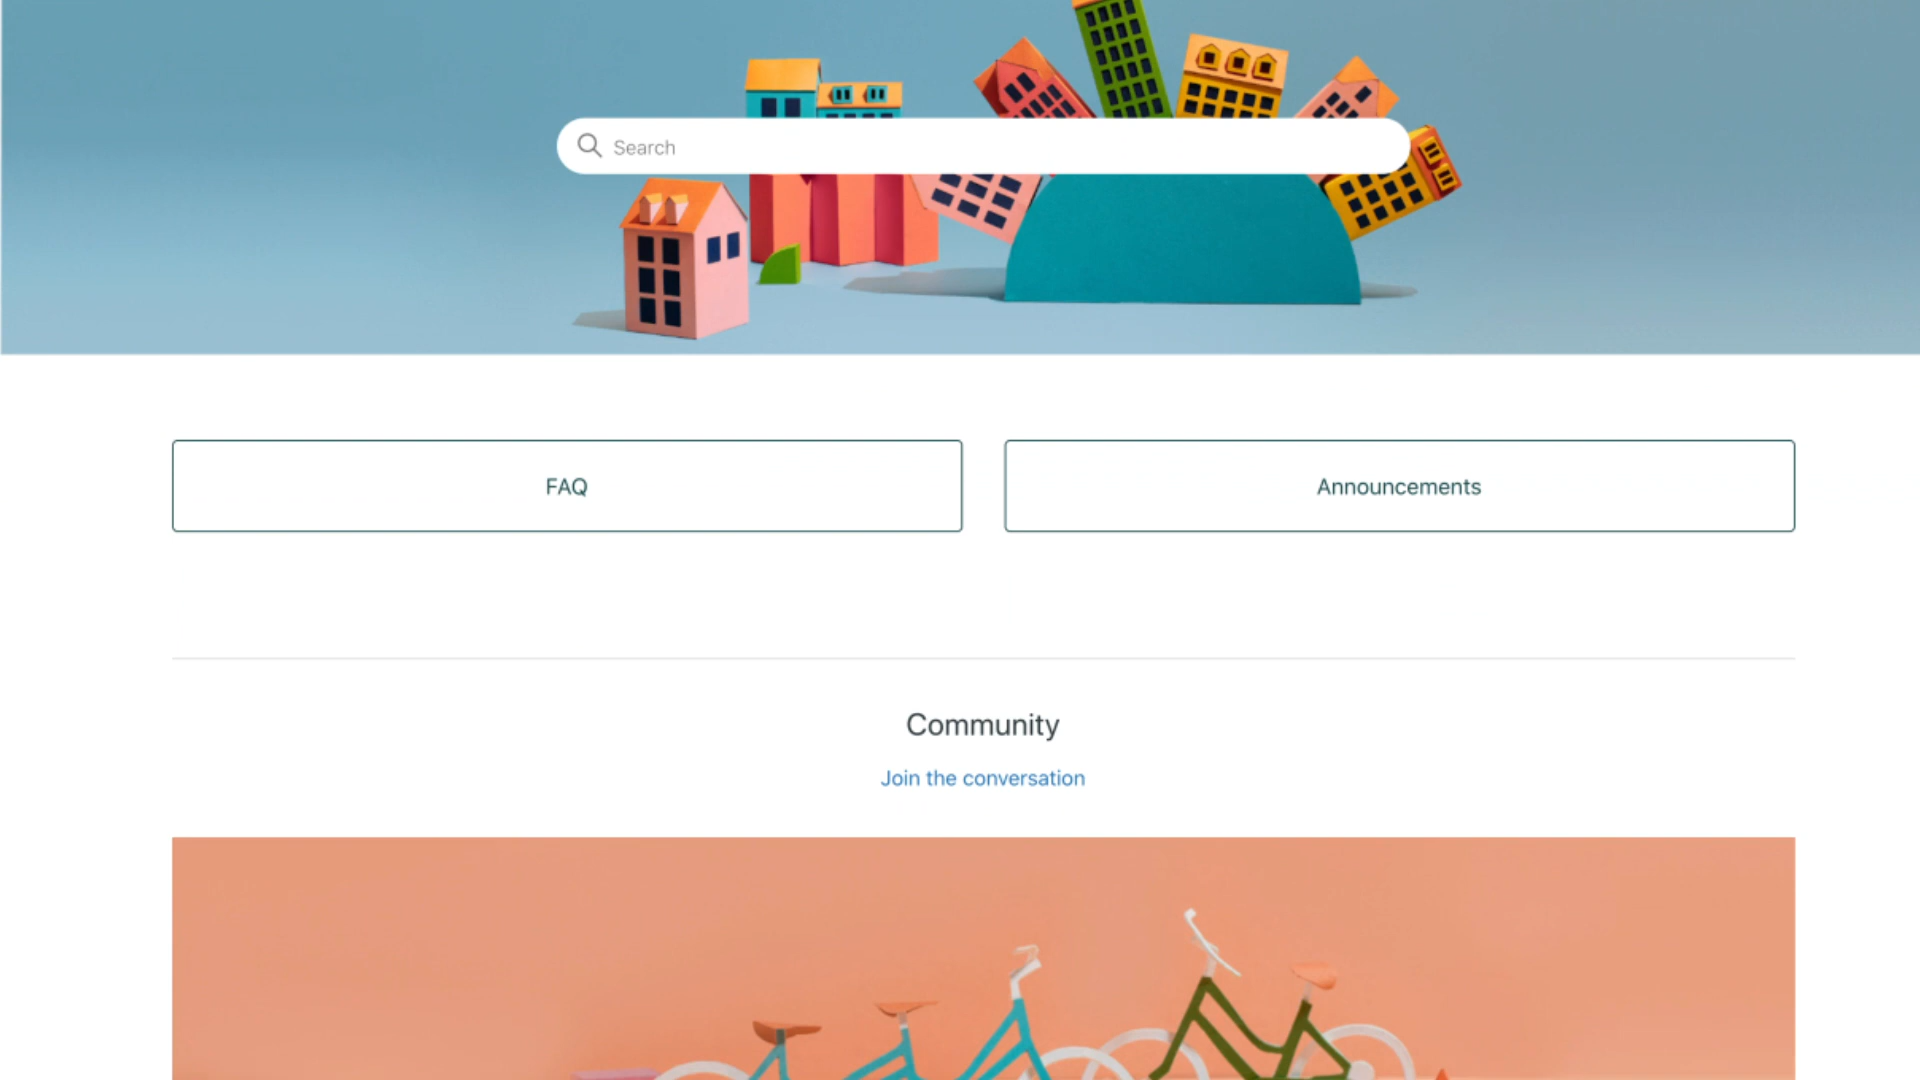 Search
FAQ
Announcements
Community
Join the conversation